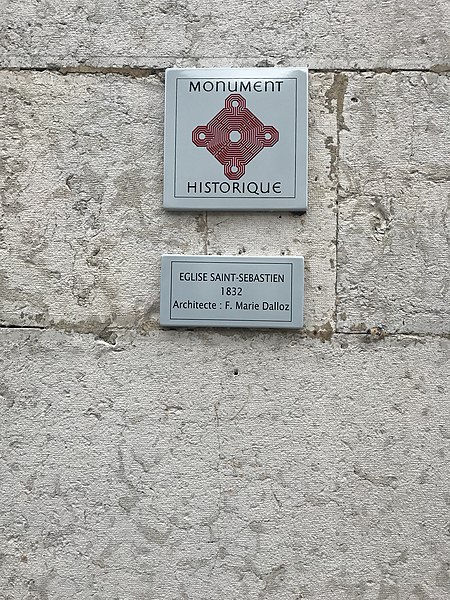 MONUMENT
HISTORIQUE
EGLISE SAINT-SEBASTIEN
1832
Architecte : F. Marie Dalloz